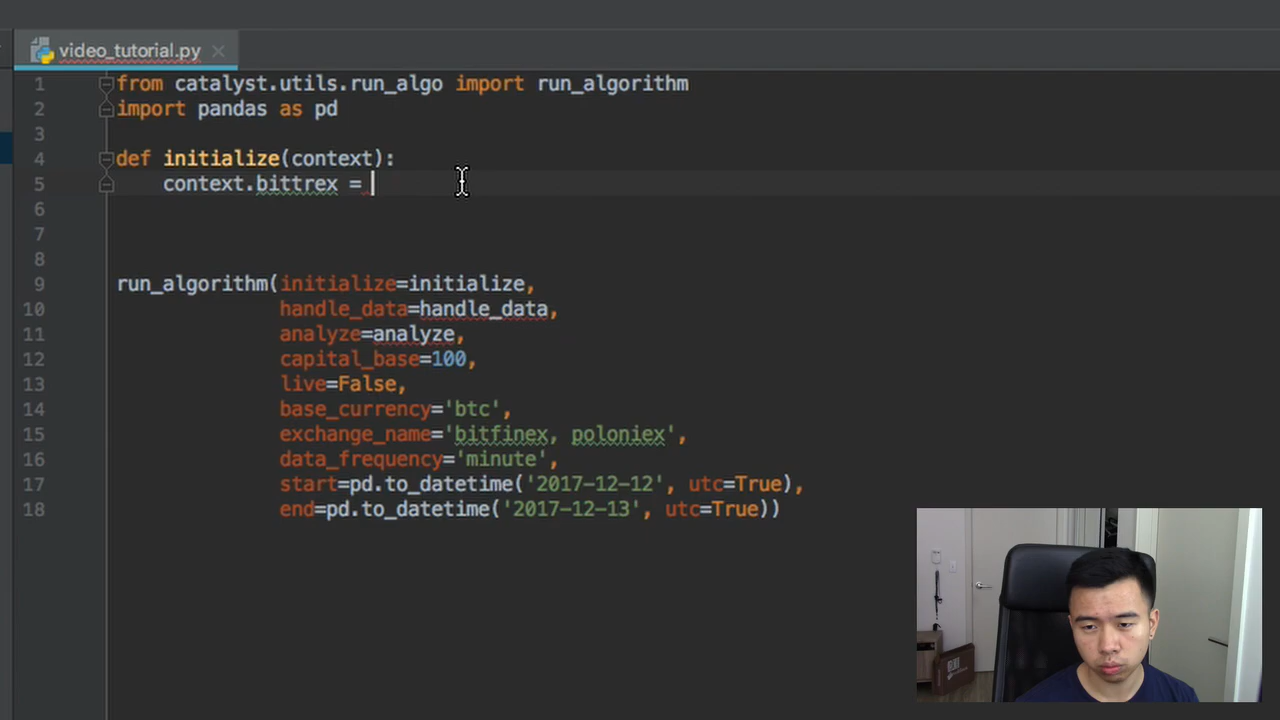 video_tutorial.py
1 from catalyst.utils.run_algo import run_algorithm
2 import pandas as pd
3
4 def initialize(context):
5 context.bittrex =
6
7
8
9 run_algorithm(initialize=initialize,
10 handle_data=handle_data,
11 analyze=analyze,
12 capital_base=100,
13 live=False,
14 base_currency='btc',
15 exchange_name='bitfinex, poloniex',
16 data_frequency='minute',
17 start=pd.to_datetime('2017-12-12', utc=True),
18 end=pd.to_datetime('2017-12-13', utc=True))